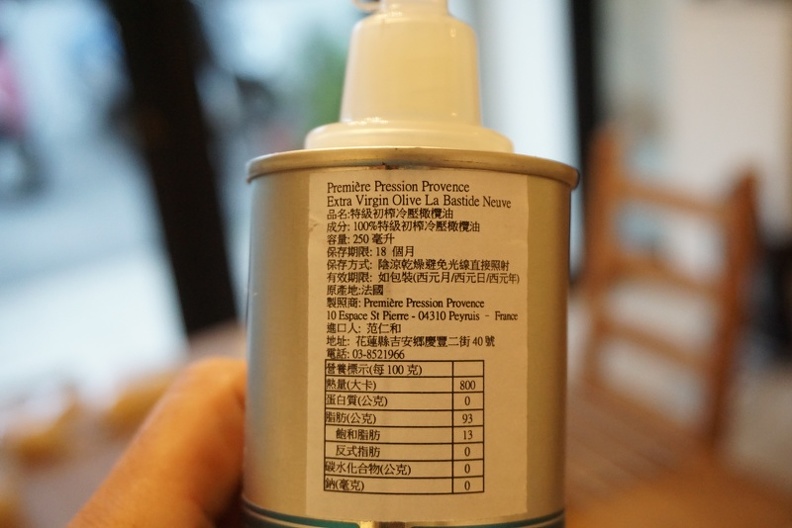 Première Pression Provence
Extra Virgin Olive La Bastide Neuve
品名:特級初榨冷壓橄欖油
成分: 100%特級初榨冷壓橄欖油
容量: 250 毫升
保存期限: 18 個月
保存方式: 陰涼乾燥避免光線直接照射
有效期限: 如包裝(西元月/西元日/西元年)
原產地:法國
製照商: Première Pression Provence
10 Espace St Pierre - 04310 Peyruis - France
進口人: 范仁和
地址: 花蓮縣吉安鄉慶豐二街 40 號
電話: 03-8521966
營養標示(每 100 克)
熱量(大卡) 800
蛋白質(公克) 0
脂肪(公克) 93
飽和脂肪 13
反式指肪 0
碳水化合物(公克) 0
鈉(毫克) 0